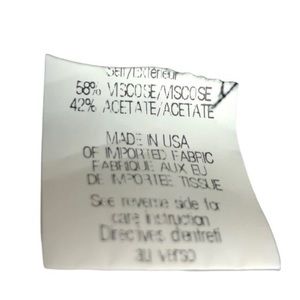 Self/Extérieur
58% VISCOSE/VISCOSE
42% ACETATE/ACETATE
MADE IN USA
OF IMPORTED FABRIC
FABRIQUE AUX EU
DE IMPORTEE TISSUE
See reverse side for
care instruction
Directives d'entreti
au verso